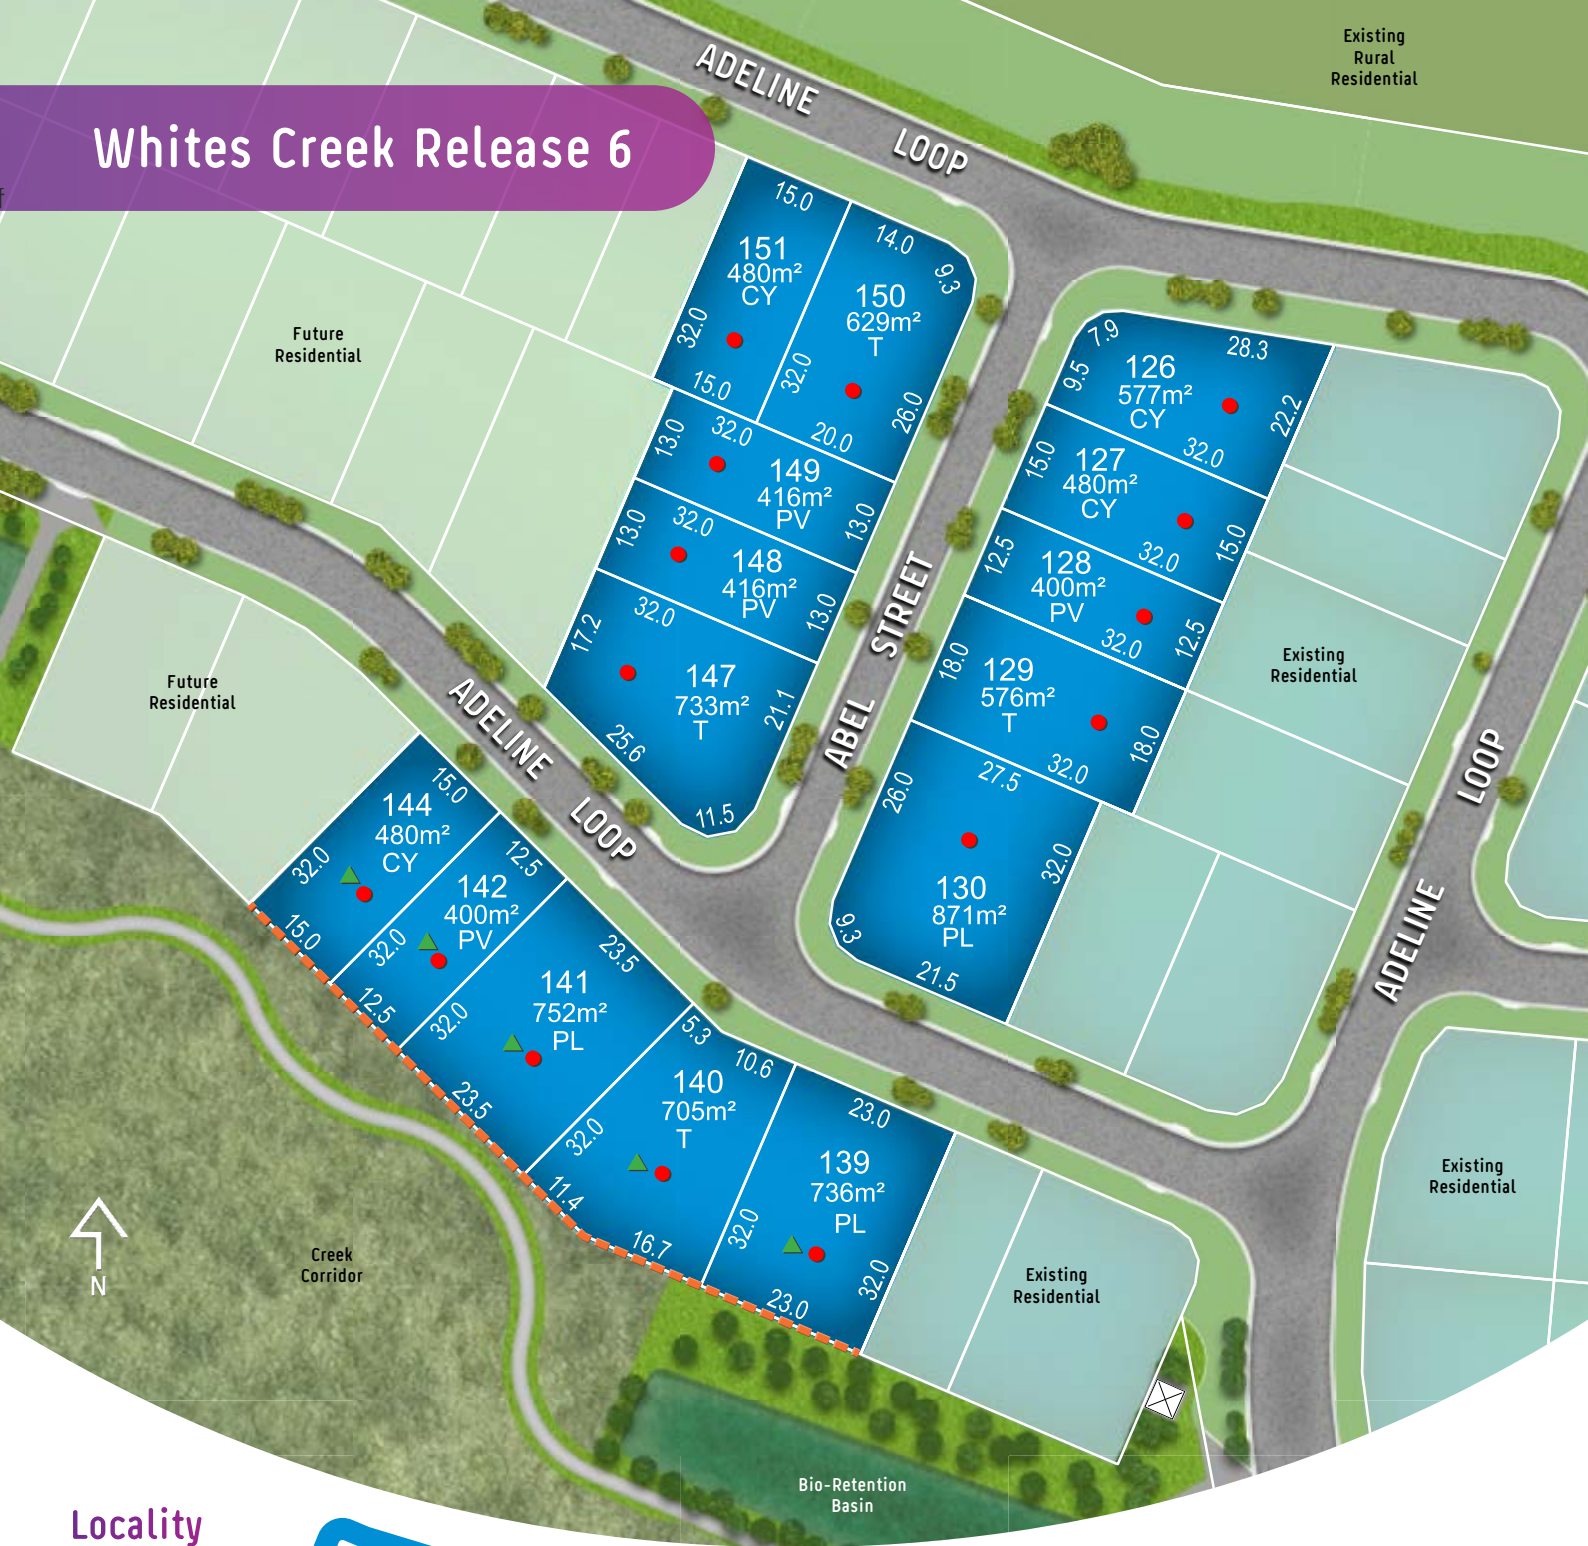 Whites Creek Release 6
ADELINE
LOOP
Existing
Rural
Residential
Future
Residential
15.0
151
480m²
CY
32.0
15.0
14.0
9.3
150
629m²
T
32.0
26.0
20.0
13.0
32.0
149
416m²
PV
13.0
13.0
32.0
148
416m²
PV
13.0
17.2
32.0
147
733m²
T
21.1
25.6
11.5
ABEL STREET
7.9
28.3
9.5
126
577m²
CY
22.2
32.0
15.0
127
480m²
CY
15.0
32.0
12.5
128
400m²
PV
12.5
32.0
18.0
129
576m²
T
18.0
32.0
27.5
26.0
130
871m²
PL
32.0
9.3
21.5
Existing
Residential
ADELINE
LOOP
Future
Residential
ADELINE
LOOP
15.0
144
480m²
CY
32.0
15.0
12.5
142
400m²
PV
32.0
12.5
23.5
141
752m²
PL
32.0
23.5
5.3
10.6
140
705m²
T
32.0
11.4
16.7
23.0
139
736m²
PL
32.0
32.0
23.0
Existing
Residential
Existing
Residential
Creek
Corridor
N
Bio-Retention
Basin
Locality